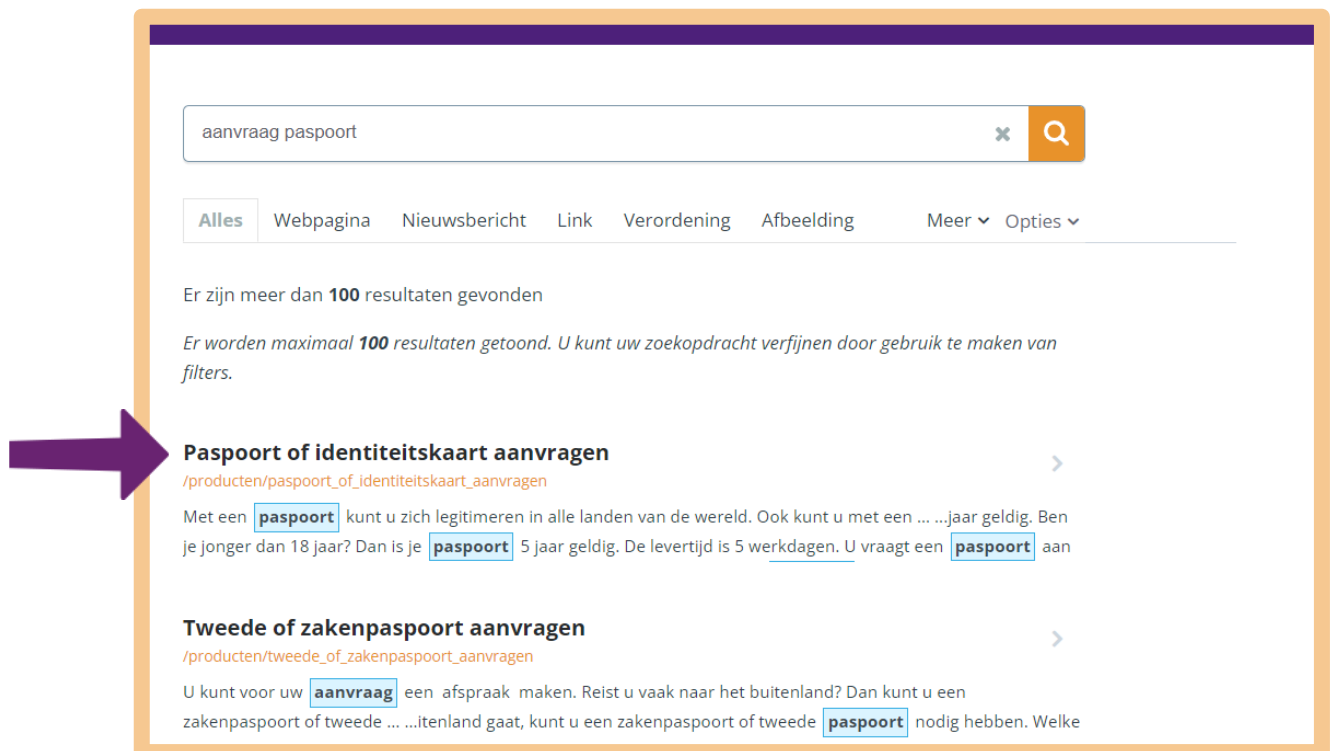 aanvraag paspoort
Alles Webpagina Nieuwsbericht Link Verordening Afbeelding Meer Opties
Er zijn meer dan 100 resultaten gevonden
Er worden maximaal 100 resultaten getoond. U kunt uw zoekopdracht verfijnen door gebruik te maken van
filters.
Paspoort of identiteitskaart aanvragen
/producten/paspoort_of_identiteitskaart_aanvragen
Met een paspoort kunt u zich legitimeren in alle landen van de wereld. Ook kunt u met een ... ...jaar geldig. Ben
je jonger dan 18 jaar? Dan is je paspoort 5 jaar geldig. De levertijd is 5 werkdagen. U vraagt een paspoort aan
Tweede of zakenpaspoort aanvragen
/producten/tweede_of_zakenpaspoort_aanvragen
U kunt voor uw aanvraag een afspraak maken. Reist u vaak naar het buitenland? Dan kunt u een
zakenpaspoort of tweede ... ...itenland gaat, kunt u een zakenpaspoort of tweede paspoort nodig hebben. Welke